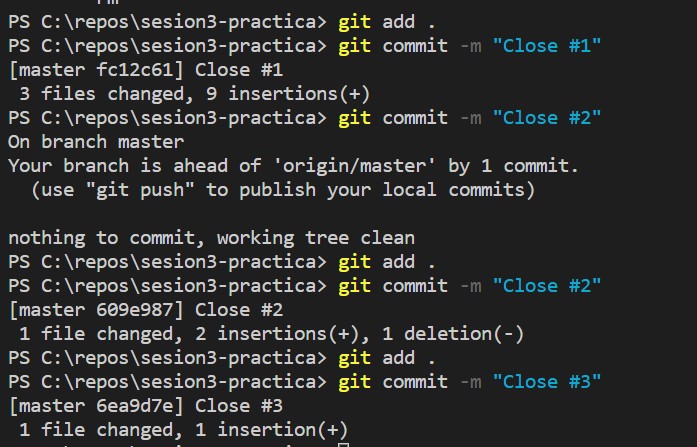 PS C:\repos\sesion3-practica> git add .
PS C:\repos\sesion3-practica> git commit -m "Close #1"
[master fc12c61] Close #1
 3 files changed, 9 insertions(+)
PS C:\repos\sesion3-practica> git commit -m "Close #2"
On branch master
Your branch is ahead of 'origin/master' by 1 commit.
  (use "git push" to publish your local commits)

nothing to commit, working tree clean
PS C:\repos\sesion3-practica> git add .
PS C:\repos\sesion3-practica> git commit -m "Close #2"
[master 609e987] Close #2
 1 file changed, 2 insertions(+), 1 deletion(-)
PS C:\repos\sesion3-practica> git add .
PS C:\repos\sesion3-practica> git commit -m "Close #3"
[master 6ea9d7e] Close #3
 1 file changed, 1 insertion(+)